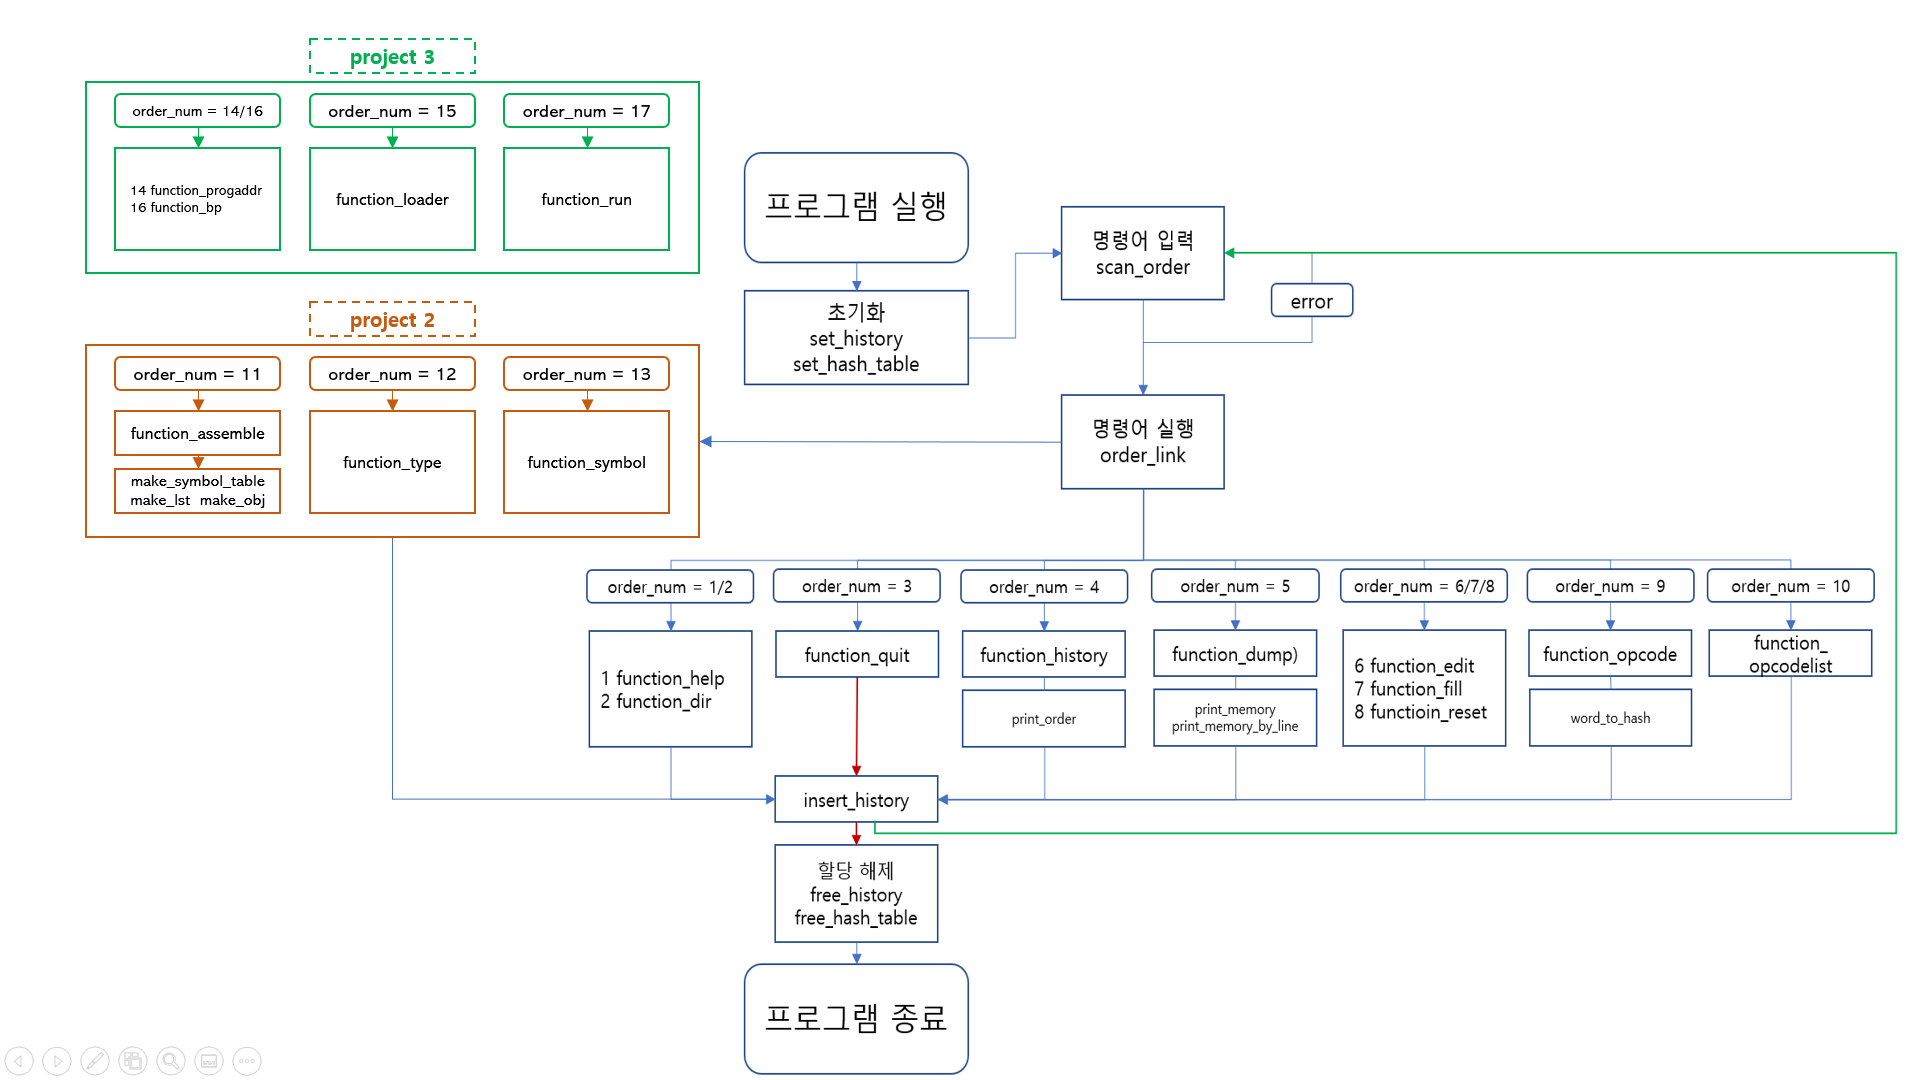 project 3
order_num = 14/16
order_num = 15
order_num = 17
14 function_progaddr
16 function_bp
function_loader
function_run
project 2
order_num = 11
order_num = 12
order_num = 13
function_assemble
make_symbol_table
make_lst make_obj
function_type
function_symbol
프로그램 실행
초기화
set_history
set_hash_table
명령어 입력
scan_order
error
명령어 실행
order_link
order_num = 1/2
order_num = 3
order_num = 4
order_num = 5
order_num = 6/7/8
order_num = 9
order_num = 10
1 function_help
2 function_dir
function_quit
function_history
print_order
function_dump)
print_memory
print_memory_by_line
6 function_edit
7 function_fill
8 functioin_reset
function_opcode
word_to_hash
function_
opcodelist
insert_history
할당 해제
free_history
free_hash_table
프로그램 종료